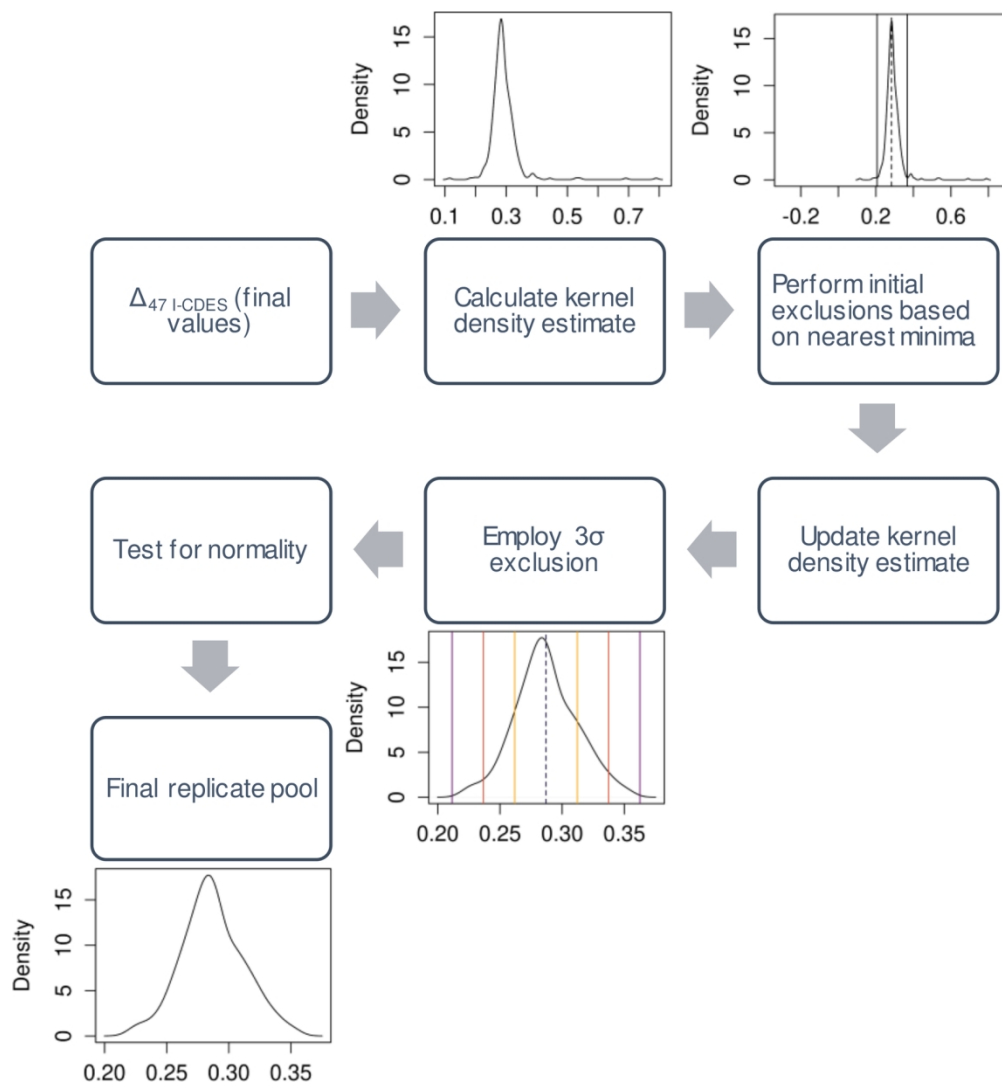 Density
0
5
10
15
0.1
0.3
0.5
0.7
Density
0
5
10
15
-0.2
0.2
0.6
Δ47 I-CDES (final
values)
Calculate kernel
density estimate
Perform initial
exclusions based
on nearest minima
Test for normality
Employ 3σ
exclusion
Update kernel
density estimate
Density
0
5
10
15
0.20
0.25
0.30
0.35
Final replicate pool
Density
0
5
10
15
0.20
0.25
0.30
0.35